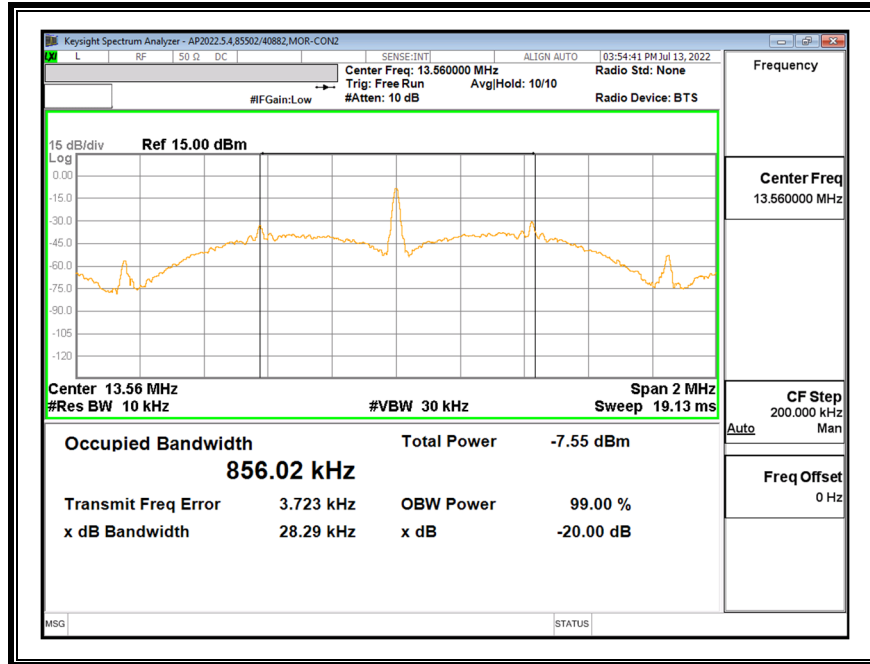 Keysight Spectrum Analyzer - AP2022.5.4,85502/40882,MOR-CON2
LXI L RF 50 Ω DC SENSE:INT ALIGN AUTO 03:54:41 PM Jul 13, 2022
Center Freq: 13.560000 MHz Radio Std: None
Trig: Free Run Avg|Hold: 10/10
#IFGain:Low #Atten: 10 dB Radio Device: BTS
15 dB/div Ref 15.00 dBm
Log
0.00
-15.0
-30.0
-45.0
-60.0
-75.0
-90.0
-105
-120
Center 13.56 MHz Span 2 MHz
#Res BW 10 kHz #VBW 30 kHz Sweep 19.13 ms
Occupied Bandwidth Total Power -7.55 dBm
856.02 kHz
Transmit Freq Error 3.723 kHz OBW Power 99.00 %
x dB Bandwidth 28.29 kHz x dB -20.00 dB
MSG STATUS
Frequency
Center Freq
13.560000 MHz
CF Step
200.000 kHz
Auto Man
Freq Offset
0 Hz